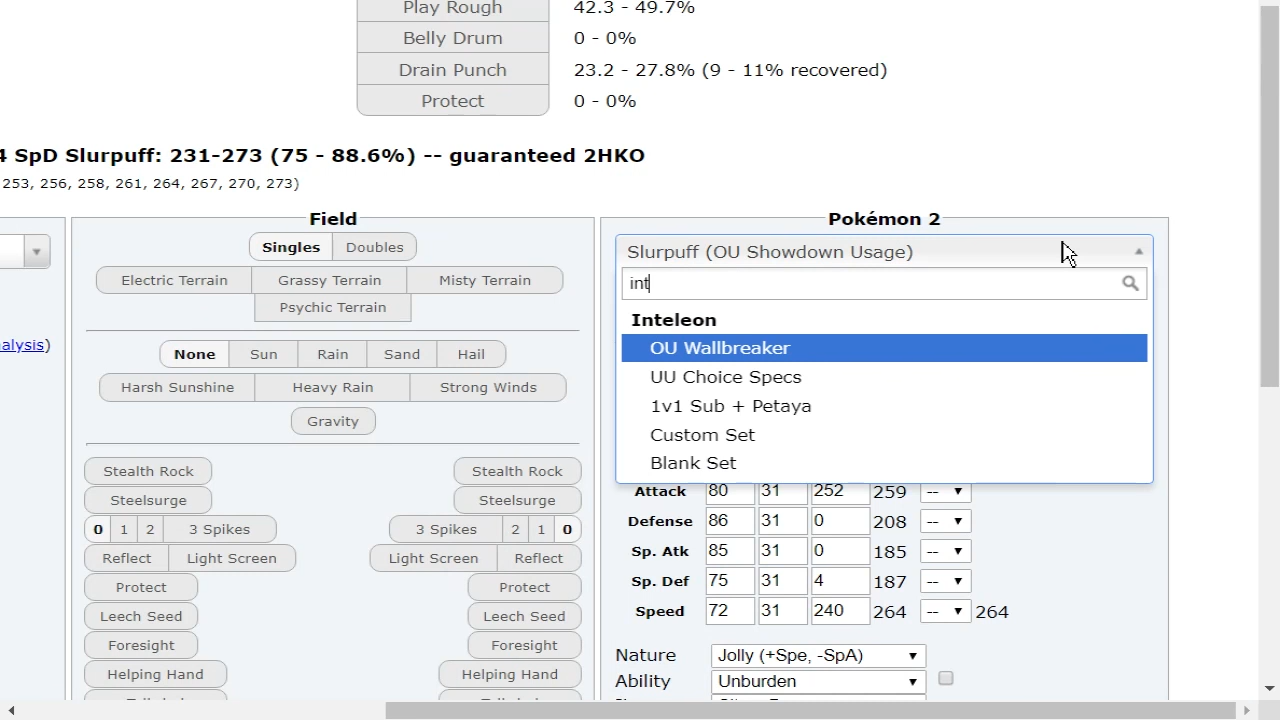 Play Rough 42.3 - 49.7%
Belly Drum 0 - 0%
Drain Punch 23.2 - 27.8% (9 - 11% recovered)
Protect 0 - 0%
4 SpD Slurpuff: 231-273 (75 - 88.6%) -- guaranteed 2HKO
253, 256, 258, 261, 264, 267, 270, 273)
Field
Singles Doubles
Electric Terrain Grassy Terrain Misty Terrain
Psychic Terrain
alysis)
None Sun Rain Sand Hail
Harsh Sunshine Heavy Rain Strong Winds
Gravity
Stealth Rock Stealth Rock
Steelsurge Steelsurge
0 1 2 3 Spikes 3 Spikes 2 1 0
Reflect Light Screen Light Screen Reflect
Protect Protect
Leech Seed Leech Seed
Foresight Foresight
Helping Hand Helping Hand
Pokémon 2
Slurpuff (OU Showdown Usage)
int
Inteleon
OU Wallbreaker
UU Choice Specs
1v1 Sub + Petaya
Custom Set
Blank Set
Attack 80 31 252 259 --
Defense 86 31 0 208 --
Sp. Atk 85 31 0 185 --
Sp. Def 75 31 4 187 --
Speed 72 31 240 264 -- 264
Nature Jolly (+Spe, -SpA)
Ability Unburden